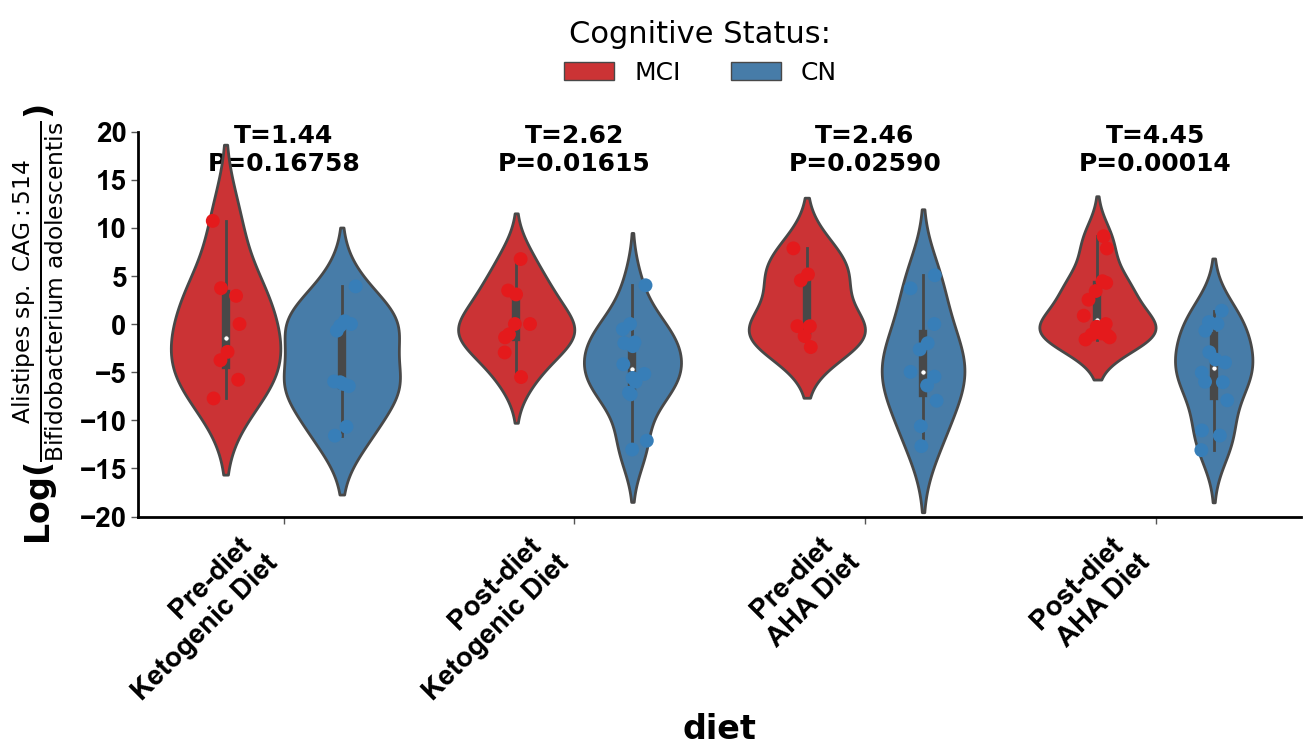 Cognitive Status:
MCI CN
Log( Alistipes sp. CAG : 514 )
Bifidobacterium adolescentis
20
15
10
5
0
−5
−10
−15
−20
T=1.44
P=0.16758
T=2.62
P=0.01615
T=2.46
P=0.02590
T=4.45
P=0.00014
Pre-diet
Ketogenic Diet
Post-diet
Ketogenic Diet
Pre-diet
AHA Diet
Post-diet
AHA Diet
diet